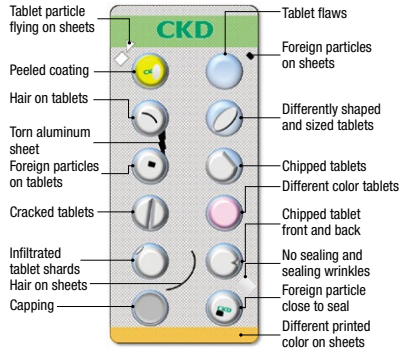 Tablet particle
flying on sheets
Peeled coating
Hair on tablets
Torn aluminum
sheet
Foreign particles
on tablets
Cracked tablets
Infiltrated
tablet shards
Hair on sheets
Capping
CKD
CKD
Tablet flaws
Foreign particles
on sheets
Differently shaped
and sized tablets
Chipped tablets
Different color tablets
Chipped tablet
front and back
No sealing and
sealing wrinkles
Foreign particle
close to seal
Different printed
color on sheets